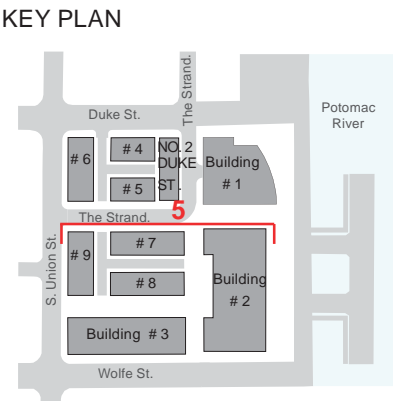 KEY PLAN
The Strand.
Duke St.
Potomac
River
# 6
# 4
NO. 2
DUKE
ST.
# 5
Building
# 1
The Strand.
5
S. Union St.
# 9
# 7
# 8
Building
# 2
Building # 3
Wolfe St.